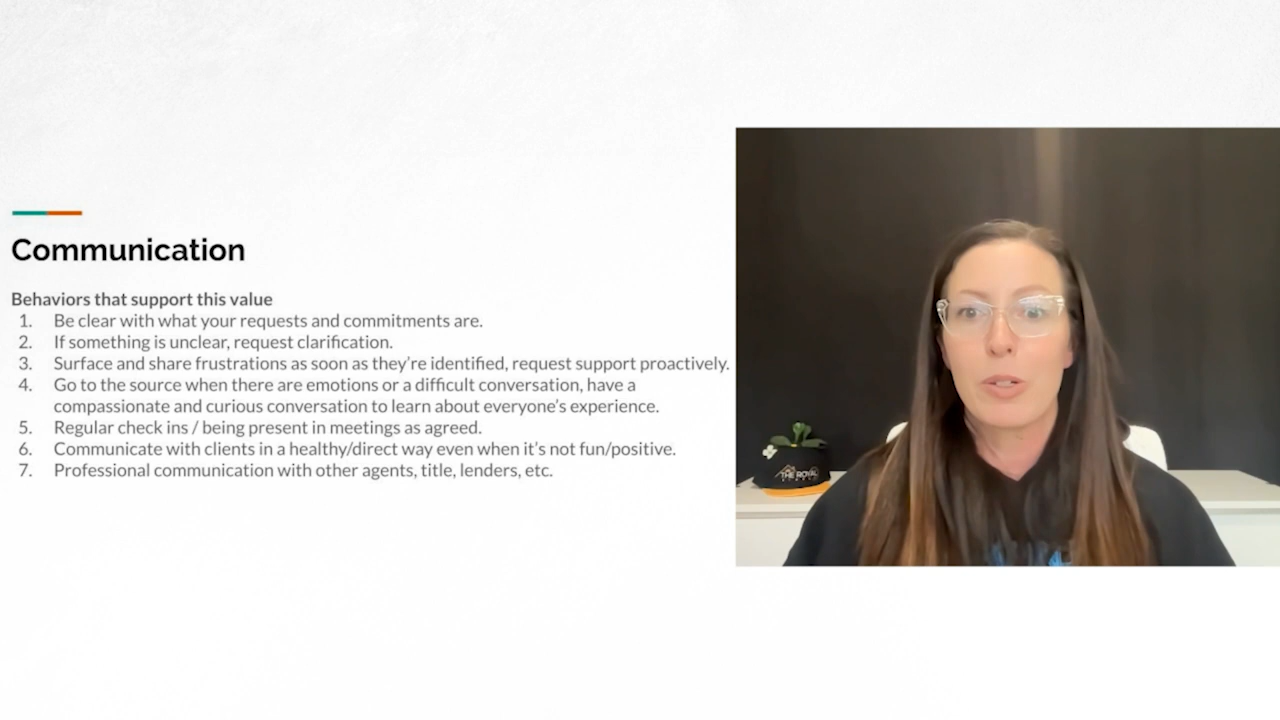 Communication
Behaviors that support this value
1. Be clear with what your requests and commitments are.
2. If something is unclear, request clarification.
3. Surface and share frustrations as soon as they’re identified, request support proactively.
4. Go to the source when there are emotions or a difficult conversation, have a
compassionate and curious conversation to learn about everyone’s experience.
5. Regular check ins / being present in meetings as agreed.
6. Communicate with clients in a healthy/direct way even when it’s not fun/positive.
7. Professional communication with other agents, title, lenders, etc.
THE ROYAL